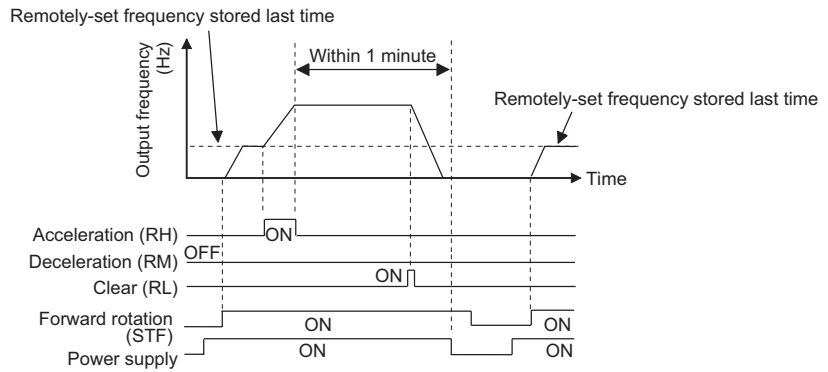 Remotely-set frequency stored last time
Output frequency
(Hz)
Within 1 minute
Remotely-set frequency stored last time
Time
Acceleration (RH)
ON
OFF
Deceleration (RM)
Clear (RL)
ON
Forward rotation
(STF)
ON
ON
Power supply
ON
ON